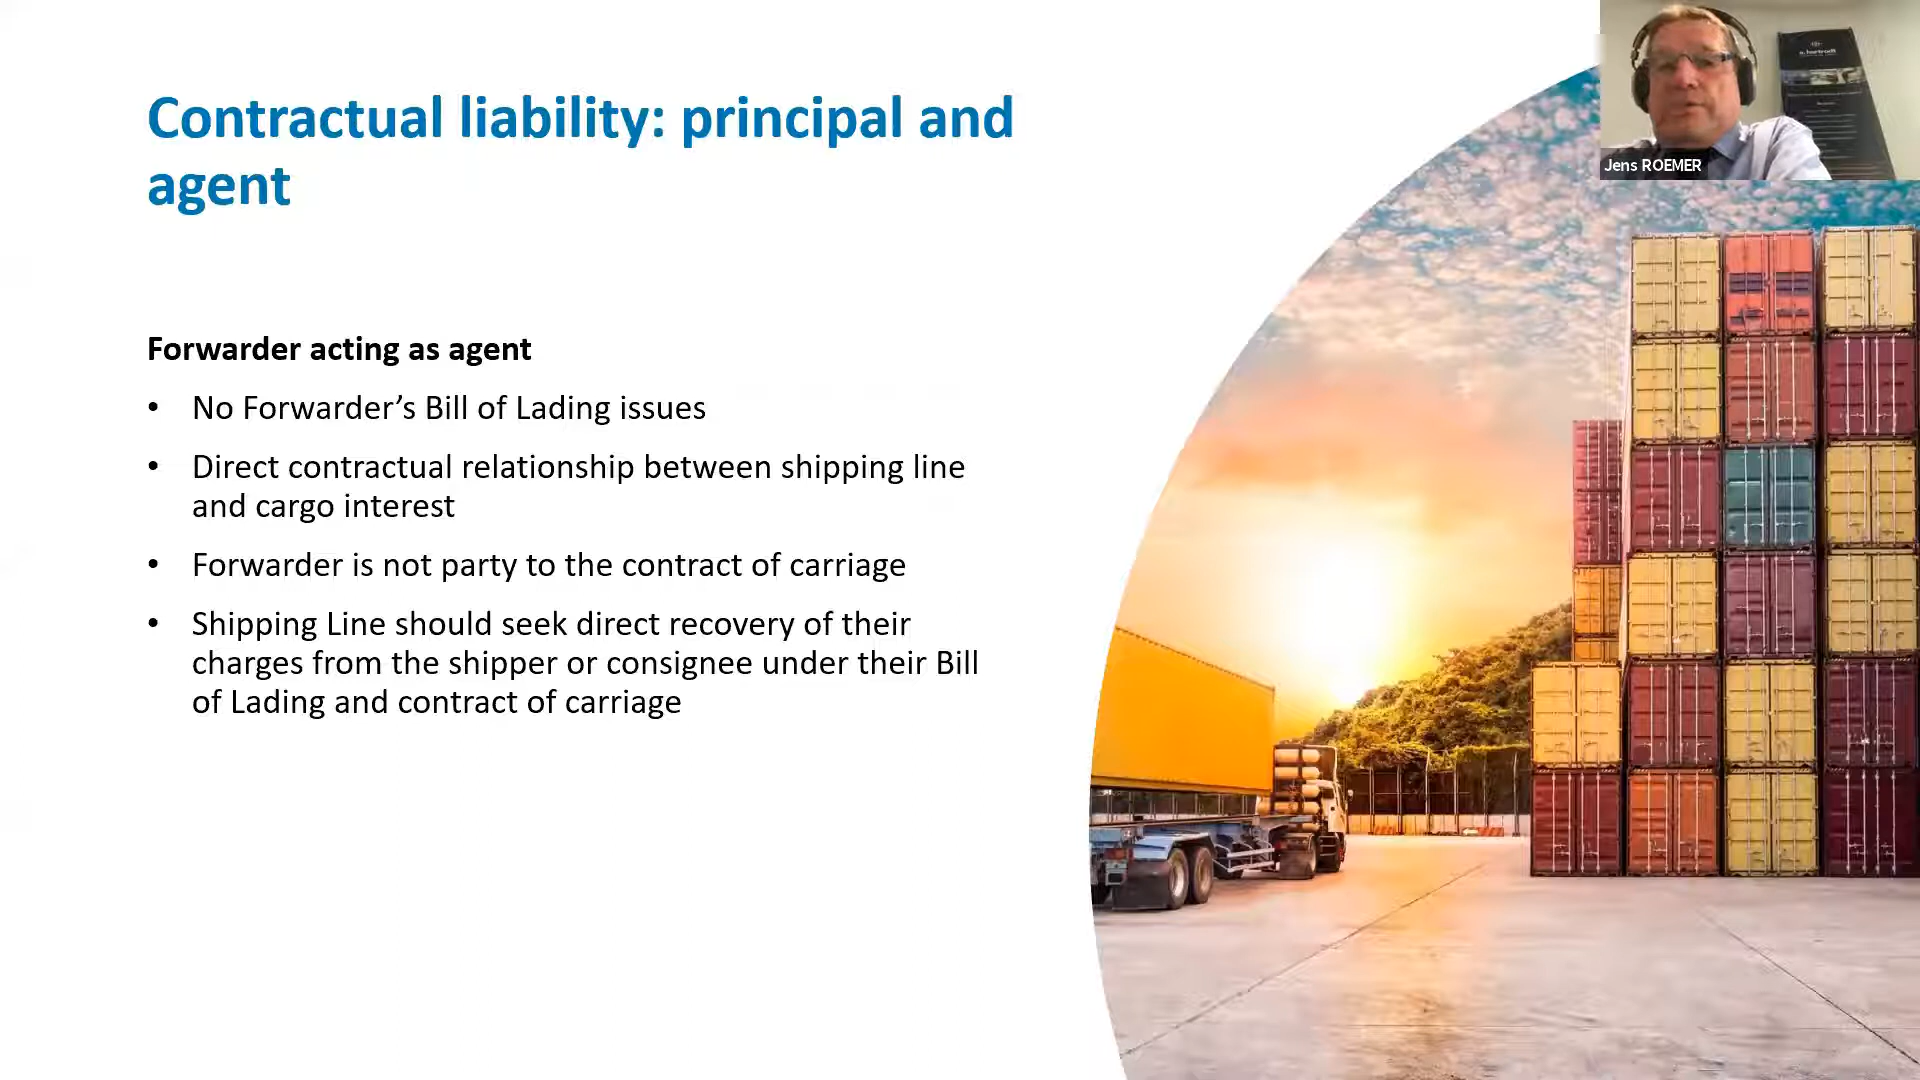 Contractual liability: principal and
agent
Forwarder acting as agent
• No Forwarder’s Bill of Lading issues
• Direct contractual relationship between shipping line
and cargo interest
• Forwarder is not party to the contract of carriage
• Shipping Line should seek direct recovery of their
charges from the shipper or consignee under their Bill
of Lading and contract of carriage
Jens ROEMER